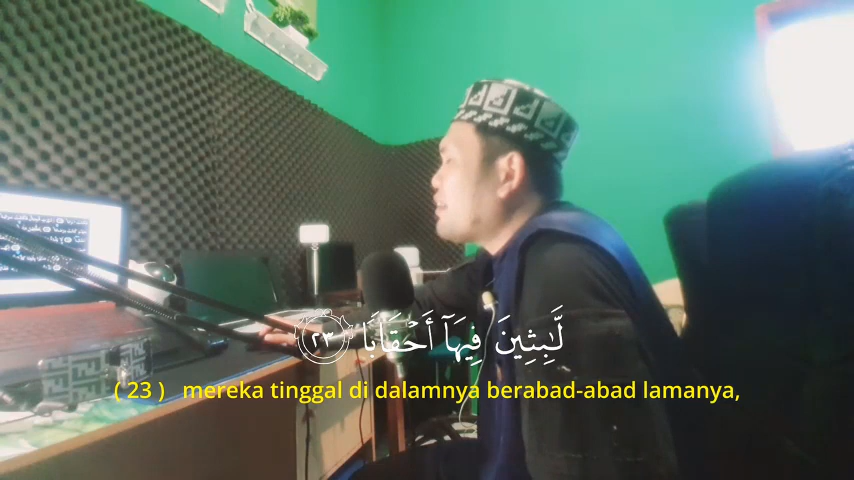 لَّٰبِثِينَ فِيهَآ أَحْقَابًا ٢٣
( 23 ) mereka tinggal di dalamnya berabad-abad lamanya,